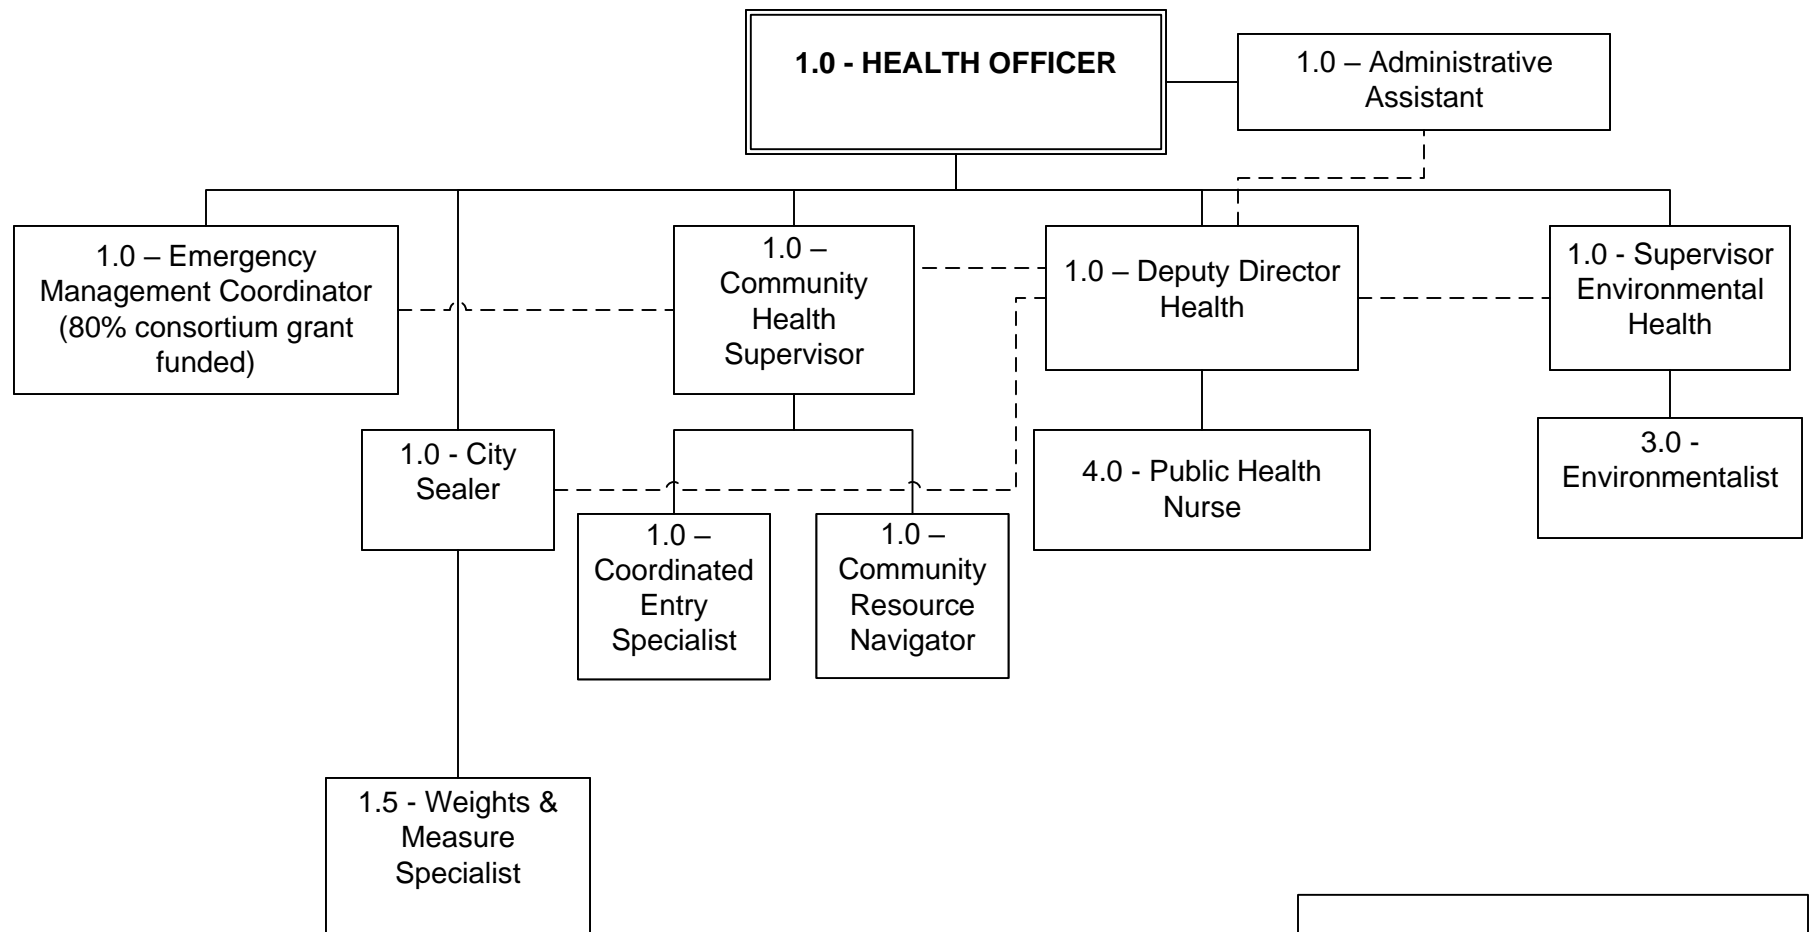 1.0 - HEALTH OFFICER
1.0 – Administrative
Assistant
1.0 – Emergency
Management Coordinator
(80% consortium grant
funded)
1.0 –
Community
Health
Supervisor
1.0 – Deputy Director
Health
1.0 - Supervisor
Environmental
Health
1.0 - City
Sealer
4.0 - Public Health
Nurse
3.0 -
Environmentalist
1.0 –
Coordinated
Entry
Specialist
1.0 –
Community
Resource
Navigator
1.5 - Weights &
Measure
Specialist